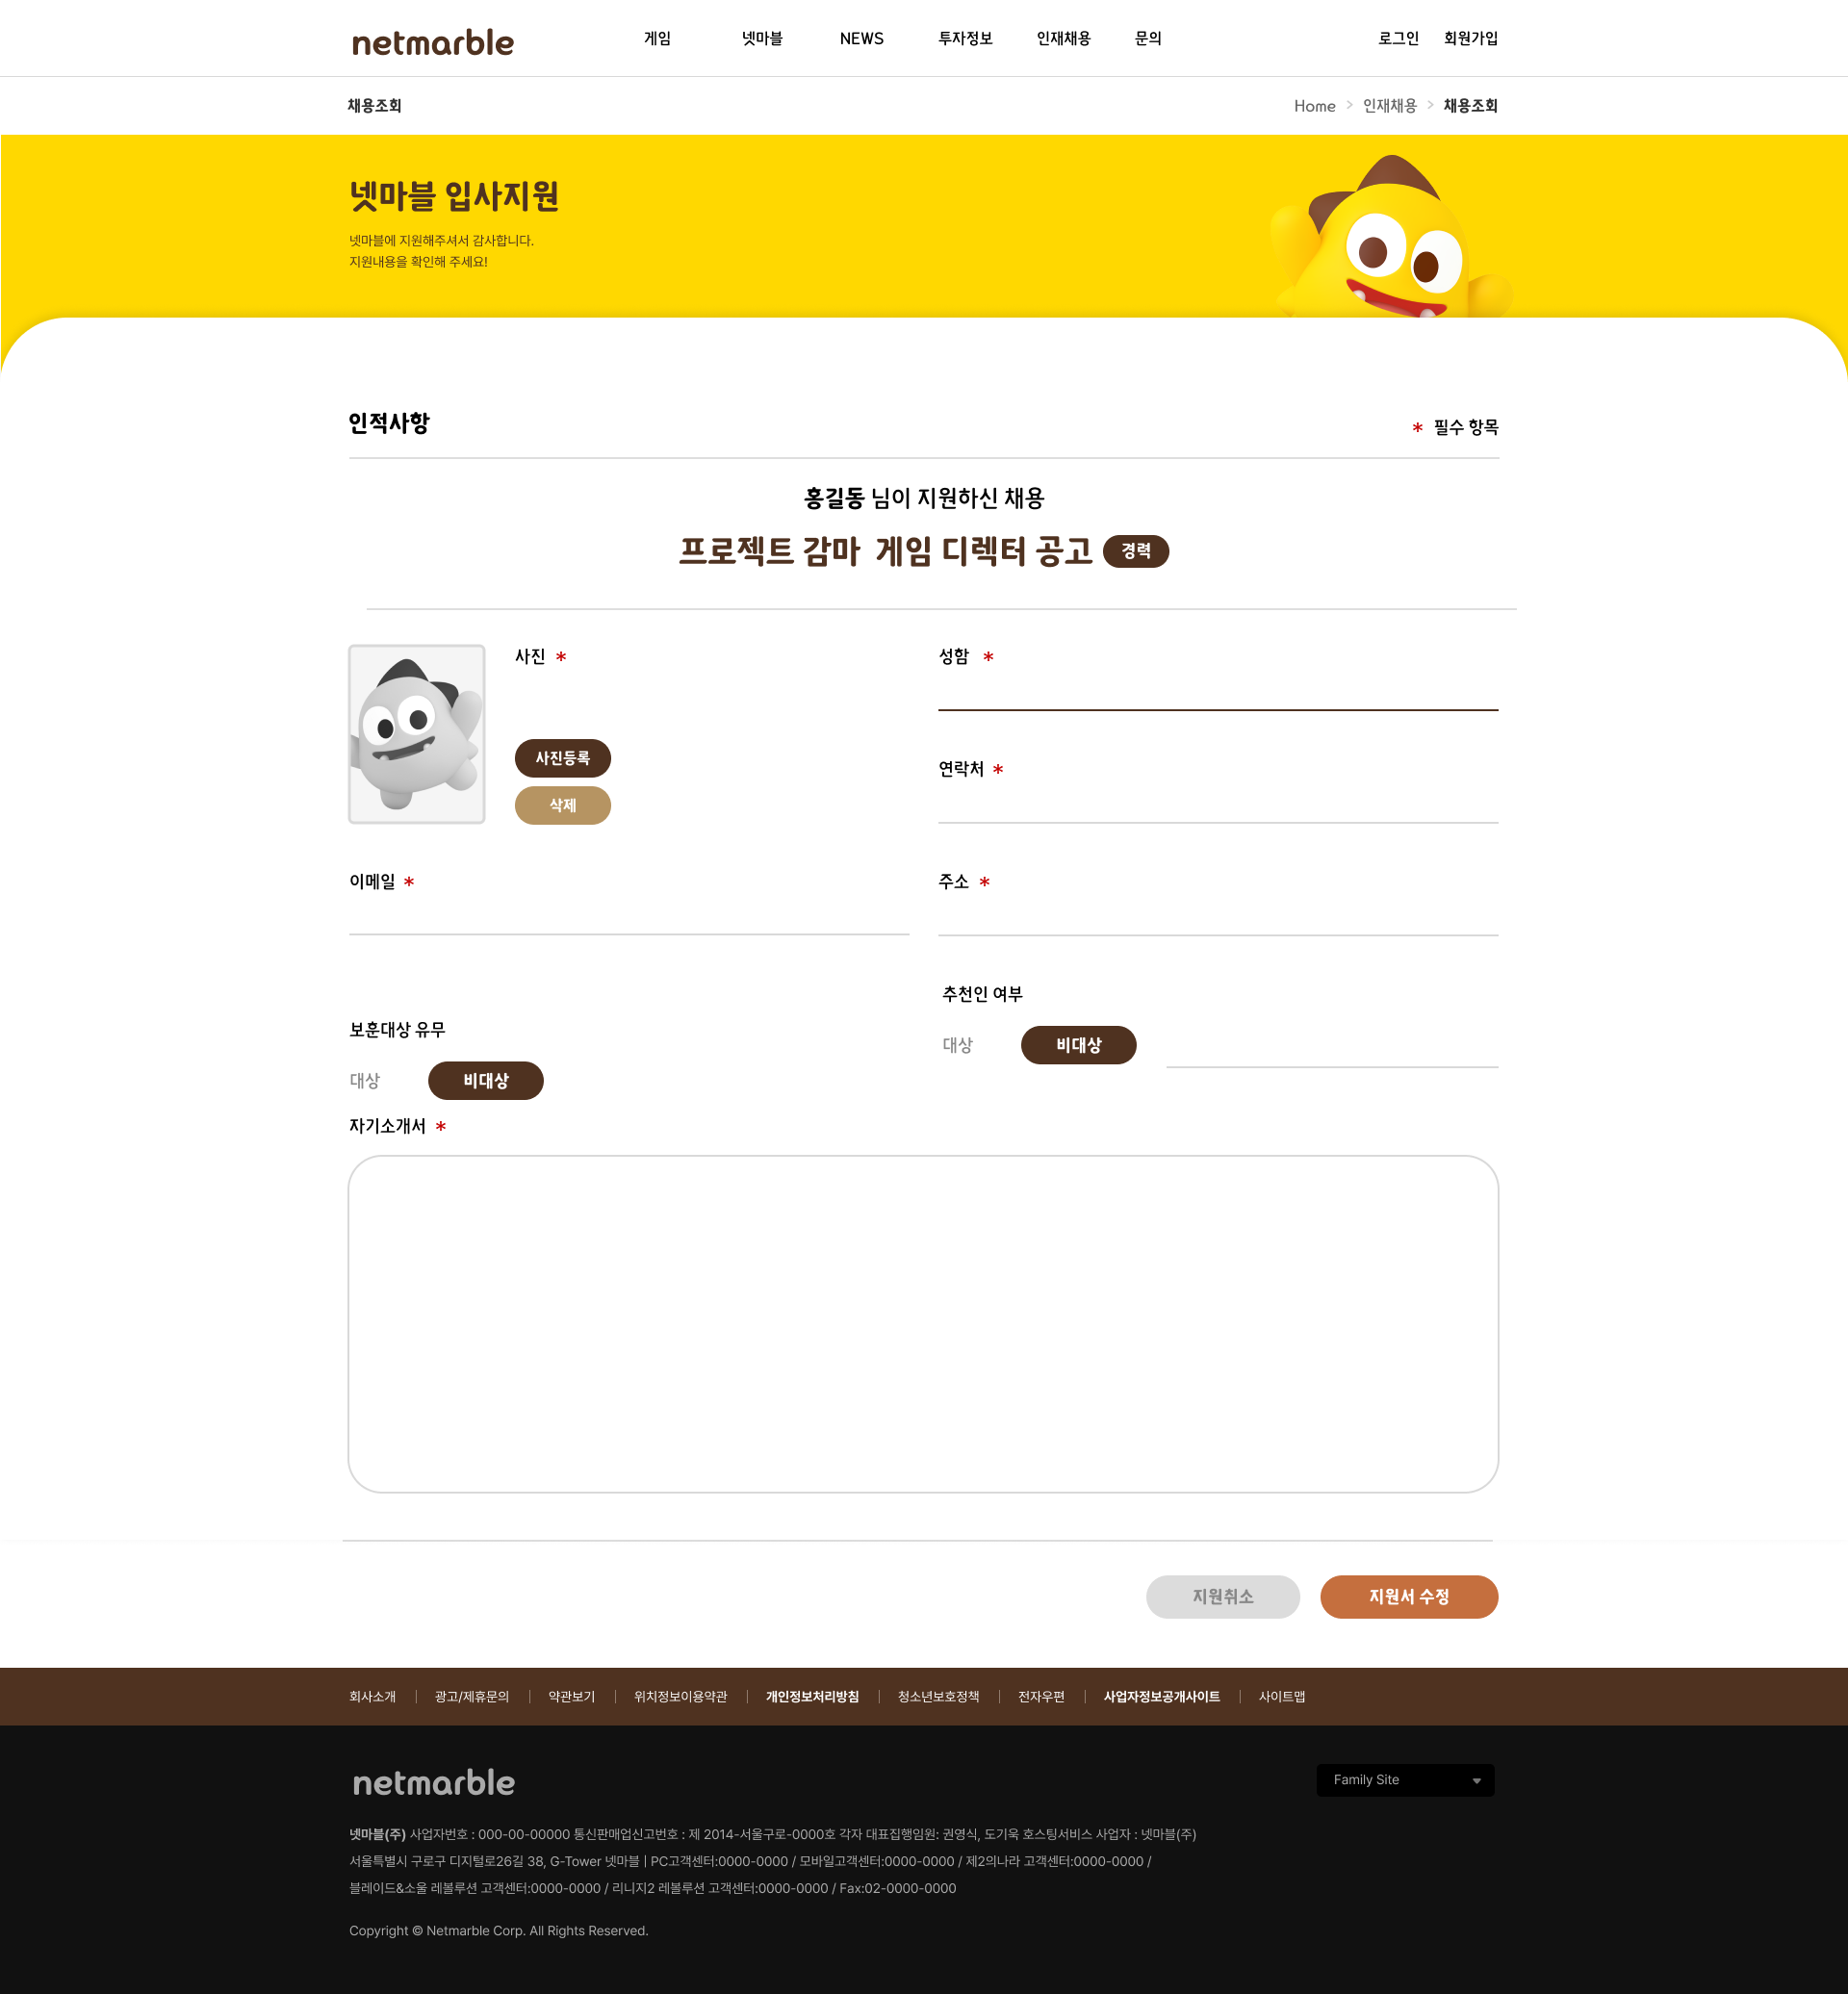 netmarble
게임 넷마블 NEWS 투자정보 인재채용 문의
로그인 회원가입
채용조회
Home > 인재채용 > 채용조회
넷마블 입사지원
넷마블에 지원해주셔서 감사합니다.
지원내용을 확인해 주세요!
인적사항
* 필수 항목
홍길동 님이 지원하신 채용
프로젝트 감마 게임 디렉터 공고 경력
사진 *
성함 *
사진등록
연락처 *
삭제
이메일 *
주소 *
추천인 여부
보훈대상 유무
대상 비대상
대상 비대상
자기소개서 *
지원취소 지원서 수정
회사소개 | 광고/제휴문의 | 약관보기 | 위치정보이용약관 | 개인정보처리방침 | 청소년보호정책 | 전자우편 | 사업자정보공개사이트 | 사이트맵
netmarble
Family Site
넷마블(주) 사업자번호 : 000-00-00000 통신판매업신고번호 : 제 2014-서울구로-0000호 각자 대표집행임원: 권영식, 도기욱 호스팅서비스 사업자 : 넷마블(주)
서울특별시 구로구 디지털로26길 38, G-Tower 넷마블 | PC고객센터:0000-0000 / 모바일고객센터:0000-0000 / 제2의나라 고객센터:0000-0000 /
블레이드&소울 레볼루션 고객센터:0000-0000 / 리니지2 레볼루션 고객센터:0000-0000 / Fax:02-0000-0000
Copyright © Netmarble Corp. All Rights Reserved.